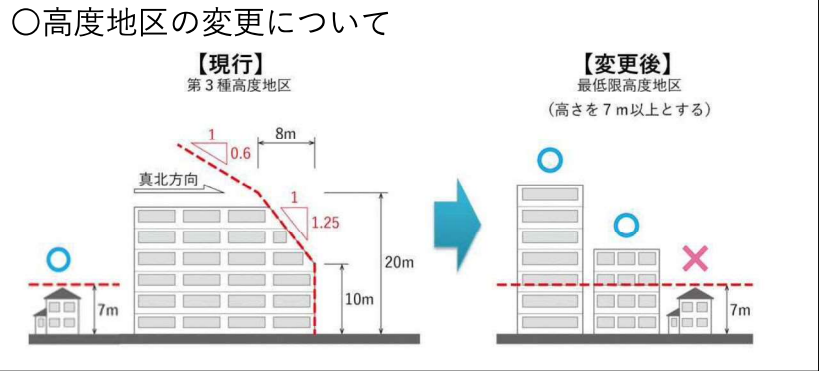 〇高度地区の変更について
【現行】
第３種高度地区
1
0.6
8m
真北方向
1
1.25
20m
10m
7m
【変更後】
最低限高度地区
（高さを７ｍ以上とする）
7m